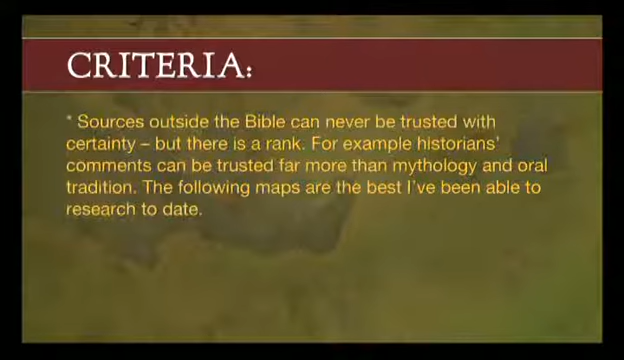 CRITERIA:
* Sources outside the Bible can never be trusted with
certainty – but there is a rank. For example historians'
comments can be trusted far more than mythology and oral
tradition. The following maps are the best I've been able to
research to date.